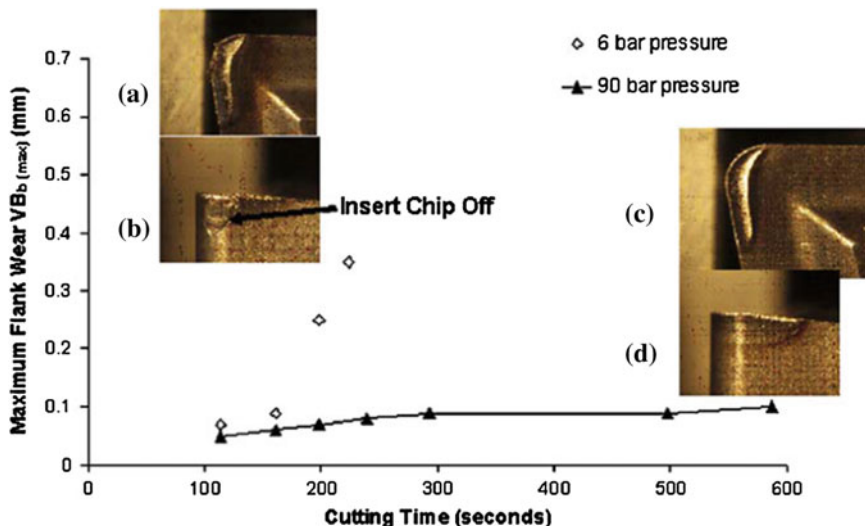 6 bar pressure
90 bar pressure
Maximum Flank Wear VBb (max) (mm)
0.7
0.6
0.5
0.4
0.3
0.2
0.1
0
(a)
(b)
Insert Chip Off
(c)
(d)
0 100 200 300 400 500 600
Cutting Time (seconds)